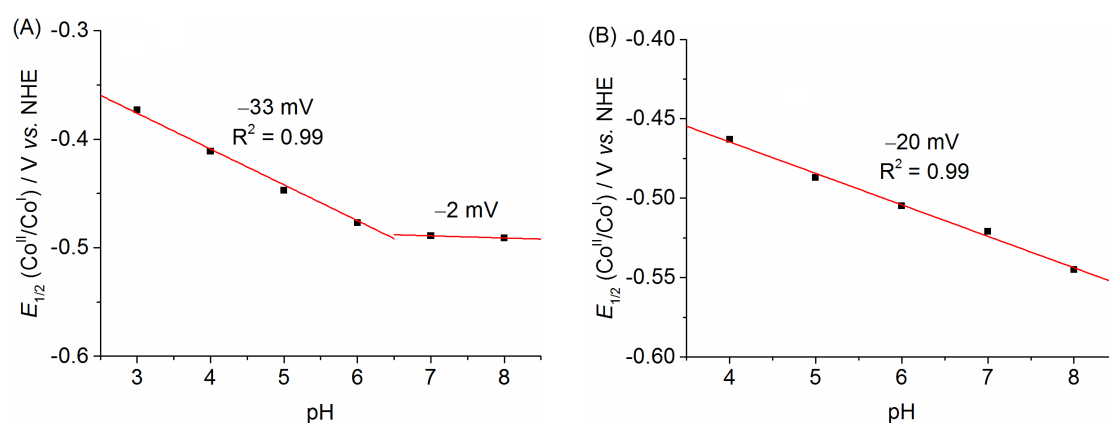 (A)
-0.3
-0.4
-0.5
-0.6
E1/2 (CoII/CoI) / V vs. NHE
−33 mV
R2 = 0.99
−2 mV
3 4 5 6 7 8
pH
(B)
-0.40
-0.45
-0.50
-0.55
-0.60
E1/2 (CoII/CoI) / V vs. NHE
−20 mV
R2 = 0.99
4 5 6 7 8
pH